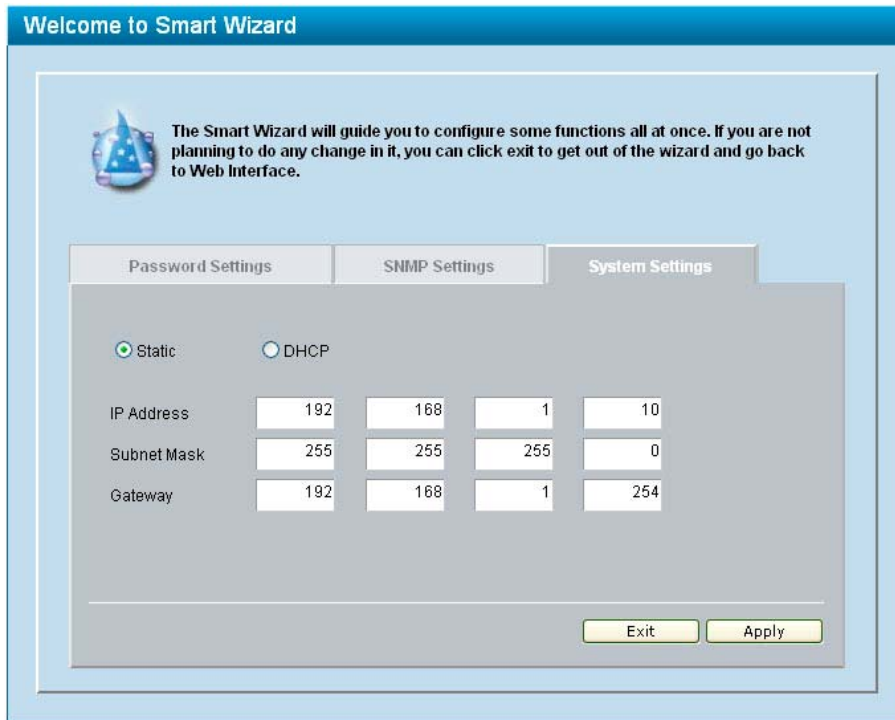 Welcome to Smart Wizard
The Smart Wizard will guide you to configure some functions all at once. If you are not
planning to do any change in it, you can click exit to get out of the wizard and go back
to Web Interface.
Password Settings SNMP Settings System Settings
Static DHCP
IP Address 192 168 1 10
Subnet Mask 255 255 255 0
Gateway 192 168 1 254
Exit Apply